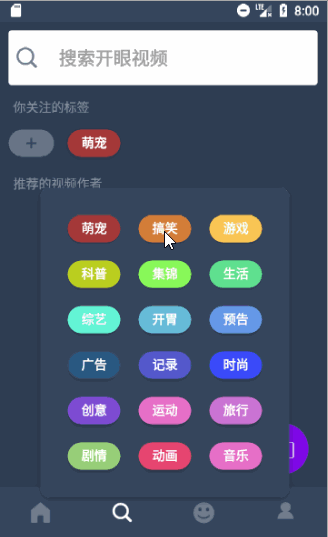 LTE 8:00
搜索开眼视频
你关注的标签
+ 萌宠
推荐的视频作者
萌宠 搞笑 游戏
科普 集锦 生活
综艺 开胃 预告
广告 记录 时尚
创意 运动 旅行
剧情 动画 音乐